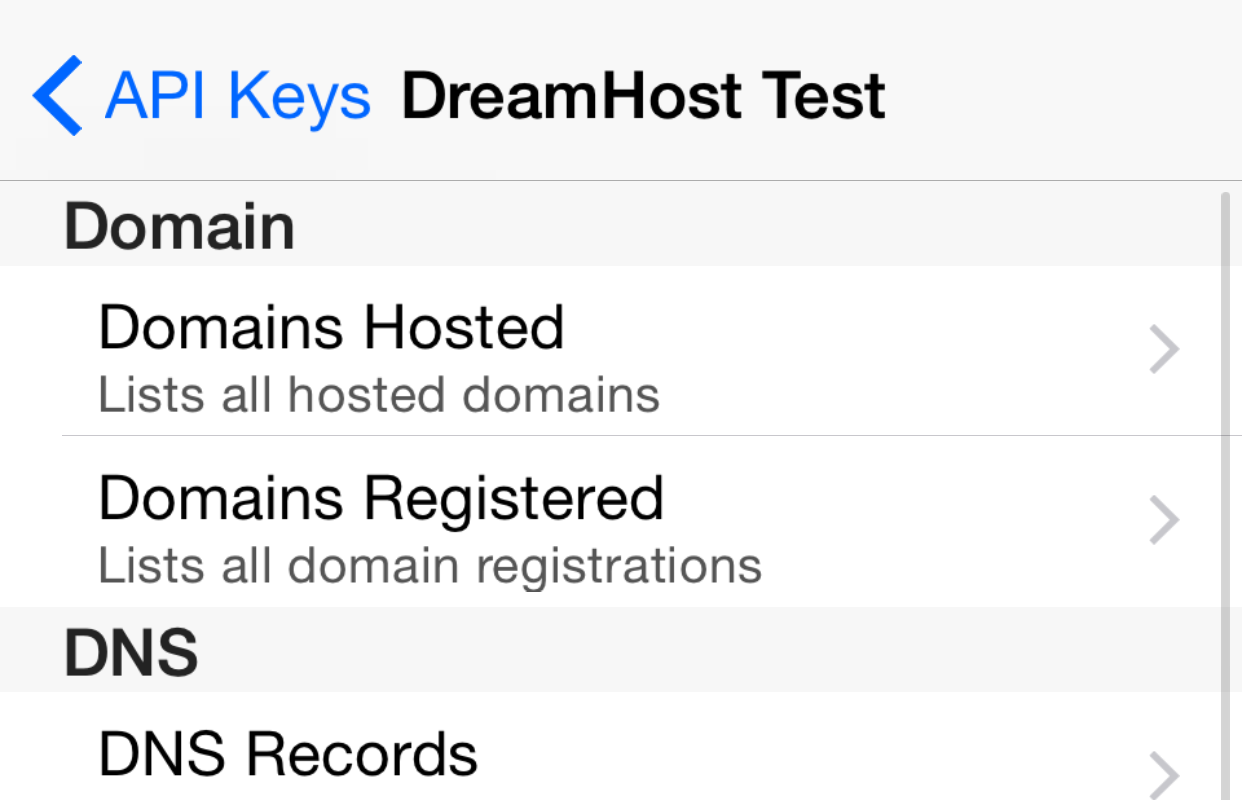 API Keys DreamHost Test
Domain
Domains Hosted
Lists all hosted domains
Domains Registered
Lists all domain registrations
DNS
DNS Records